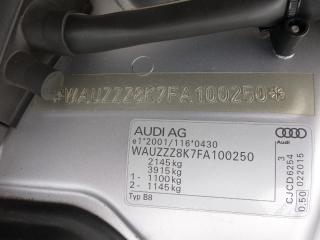 *WAUZZZ8K7FA100250*
AUDI AG
e1*2001/116*0430
WAUZZZ8K7FA100250
2145 kg
3915 kg
1- 1100 kg
2- 1145 kg
Typ B8
3
CJCD6254
0.50 022015